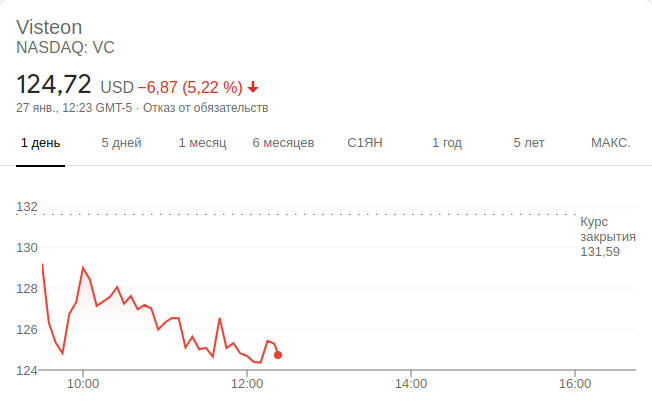 Visteon
NASDAQ: VC
124,72 USD −6,87 (5,22 %)
27 янв., 12:23 GMT-5 · Отказ от обязательств
1 день 5 дней 1 месяц 6 месяцев С1ЯН 1 год 5 лет МАКС.
132
Курс
закрытия
131,59
130
128
126
124
10:00 12:00 14:00 16:00